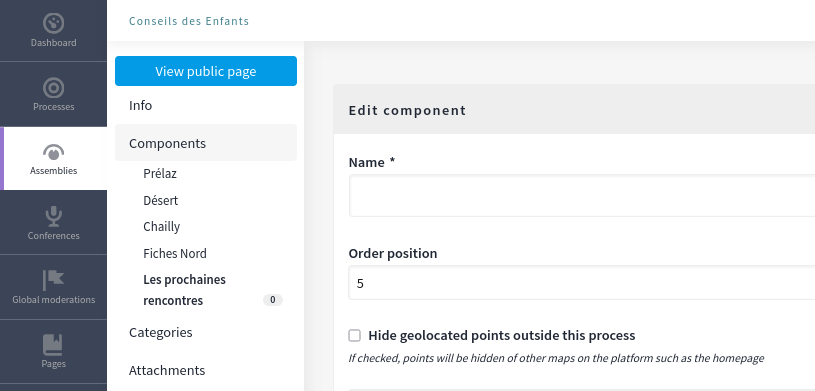 Dashboard
Processes
Assemblies
Conferences
Global moderations
Pages
Conseils des Enfants
View public page
Info
Components
Prélaz
Désert
Chailly
Fiches Nord
Les prochaines
rencontres 0
Categories
Attachments
Edit component
Name *
Order position
5
Hide geolocated points outside this process
If checked, points will be hidden of other maps on the platform such as the homepage